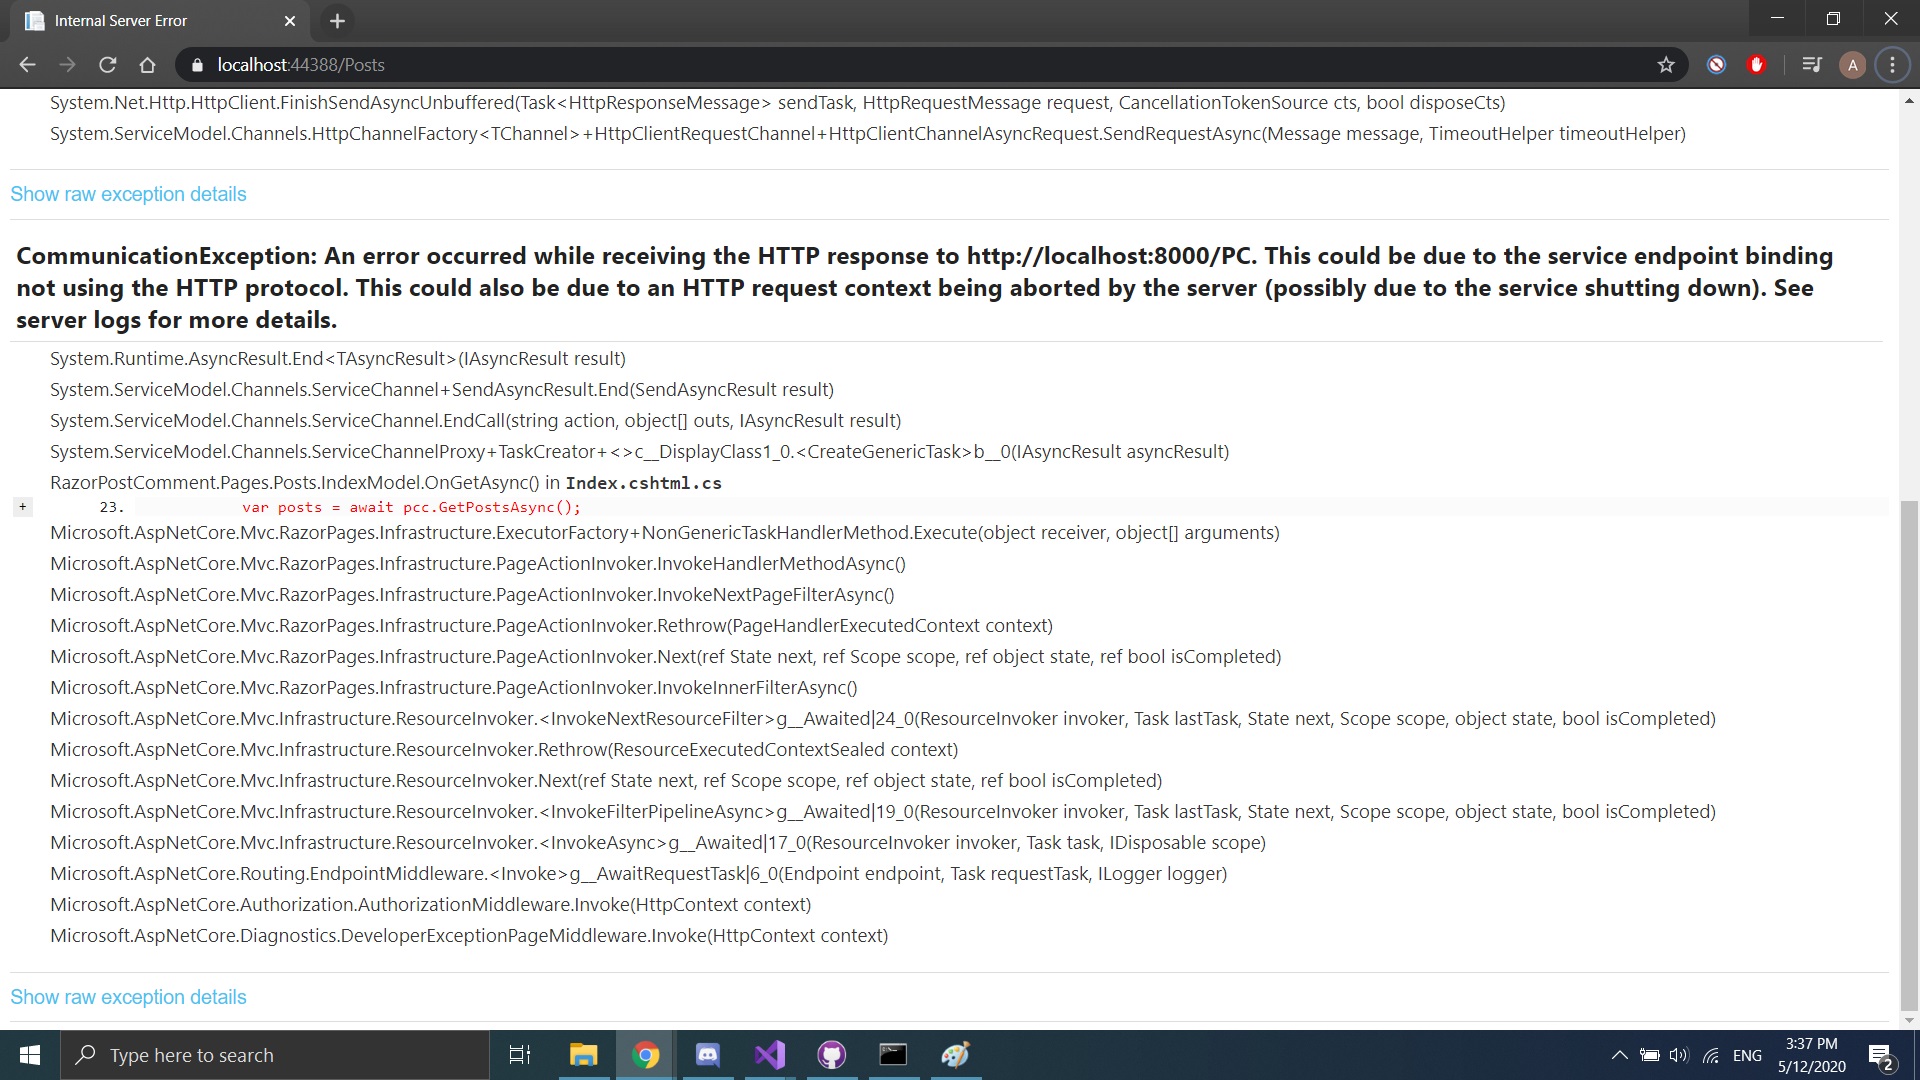 Internal Server Error
localhost:44388/Posts
A
System.Net.Http.HttpClient.FinishSendAsyncUnbuffered(Task<HttpResponseMessage> sendTask, HttpRequestMessage request, CancellationTokenSource cts, bool disposeCts)
System.ServiceModel.Channels.HttpChannelFactory<TChannel>+HttpClientRequestChannel+HttpClientChannelAsyncRequest.SendRequestAsync(Message message, TimeoutHelper timeoutHelper)
Show raw exception details
CommunicationException: An error occurred while receiving the HTTP response to http://localhost:8000/PC. This could be due to the service endpoint binding
not using the HTTP protocol. This could also be due to an HTTP request context being aborted by the server (possibly due to the service shutting down). See
server logs for more details.
System.Runtime.AsyncResult.End<TAsyncResult>(IAsyncResult result)
System.ServiceModel.Channels.ServiceChannel+SendAsyncResult.End(SendAsyncResult result)
System.ServiceModel.Channels.ServiceChannel.EndCall(string action, object[] outs, IAsyncResult result)
System.ServiceModel.Channels.ServiceChannelProxy+TaskCreator+<>c__DisplayClass1_0.<CreateGenericTask>b__0(IAsyncResult asyncResult)
RazorPostComment.Pages.Posts.IndexModel.OnGetAsync() in Index.cshtml.cs
+ 23. var posts = await pcc.GetPostsAsync();
Microsoft.AspNetCore.Mvc.RazorPages.Infrastructure.ExecutorFactory+NonGenericTaskHandlerMethod.Execute(object receiver, object[] arguments)
Microsoft.AspNetCore.Mvc.RazorPages.Infrastructure.PageActionInvoker.InvokeHandlerMethodAsync()
Microsoft.AspNetCore.Mvc.RazorPages.Infrastructure.PageActionInvoker.InvokeNextPageFilterAsync()
Microsoft.AspNetCore.Mvc.RazorPages.Infrastructure.PageActionInvoker.Rethrow(PageHandlerExecutedContext context)
Microsoft.AspNetCore.Mvc.RazorPages.Infrastructure.PageActionInvoker.Next(ref State next, ref Scope scope, ref object state, ref bool isCompleted)
Microsoft.AspNetCore.Mvc.RazorPages.Infrastructure.PageActionInvoker.InvokeInnerFilterAsync()
Microsoft.AspNetCore.Mvc.Infrastructure.ResourceInvoker.<InvokeNextResourceFilter>g__Awaited|24_0(ResourceInvoker invoker, Task lastTask, State next, Scope scope, object state, bool isCompleted)
Microsoft.AspNetCore.Mvc.Infrastructure.ResourceInvoker.Rethrow(ResourceExecutedContextSealed context)
Microsoft.AspNetCore.Mvc.Infrastructure.ResourceInvoker.Next(ref State next, ref Scope scope, ref object state, ref bool isCompleted)
Microsoft.AspNetCore.Mvc.Infrastructure.ResourceInvoker.<InvokeFilterPipelineAsync>g__Awaited|19_0(ResourceInvoker invoker, Task lastTask, State next, Scope scope, object state, bool isCompleted)
Microsoft.AspNetCore.Mvc.Infrastructure.ResourceInvoker.<InvokeAsync>g__Awaited|17_0(ResourceInvoker invoker, Task task, IDisposable scope)
Microsoft.AspNetCore.Routing.EndpointMiddleware.<Invoke>g__AwaitRequestTask|6_0(Endpoint endpoint, Task requestTask, ILogger logger)
Microsoft.AspNetCore.Authorization.AuthorizationMiddleware.Invoke(HttpContext context)
Microsoft.AspNetCore.Diagnostics.DeveloperExceptionPageMiddleware.Invoke(HttpContext context)
Show raw exception details
Type here to search
ENG
3:37 PM
5/12/2020
2